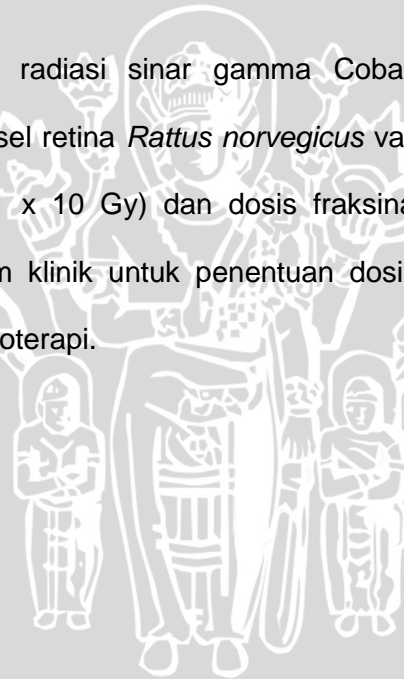 radiasi sinar gamma Coba
sel retina Rattus norvegicus va
x 10 Gy) dan dosis fraksina
klinik untuk penentuan dosi
oterapi.